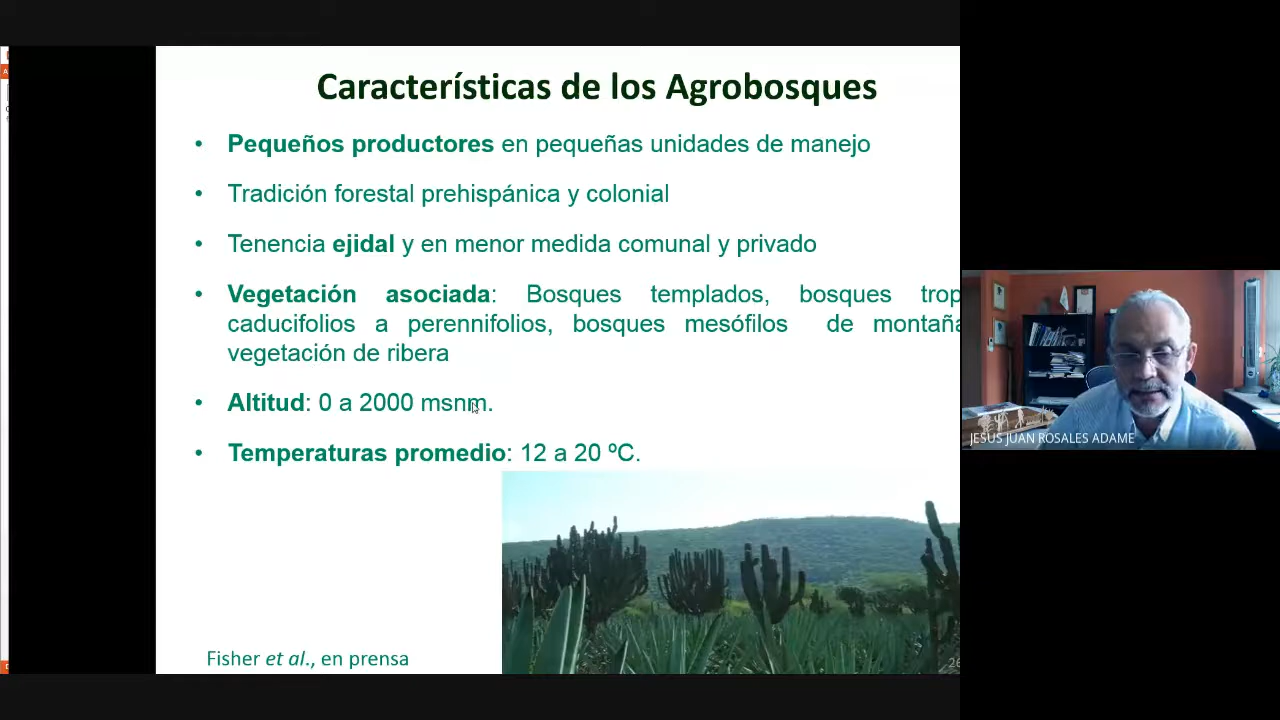 Características de los Agrobosques
• Pequeños productores en pequeñas unidades de manejo
• Tradición forestal prehispánica y colonial
• Tenencia ejidal y en menor medida comunal y privado
• Vegetación asociada: Bosques templados, bosques trop
caducifolios a perennifolios, bosques mesófilos de montaña
vegetación de ribera
• Altitud: 0 a 2000 msnm.
• Temperaturas promedio: 12 a 20 ºC.
Fisher et al., en prensa
26
JESUS JUAN ROSALES ADAME